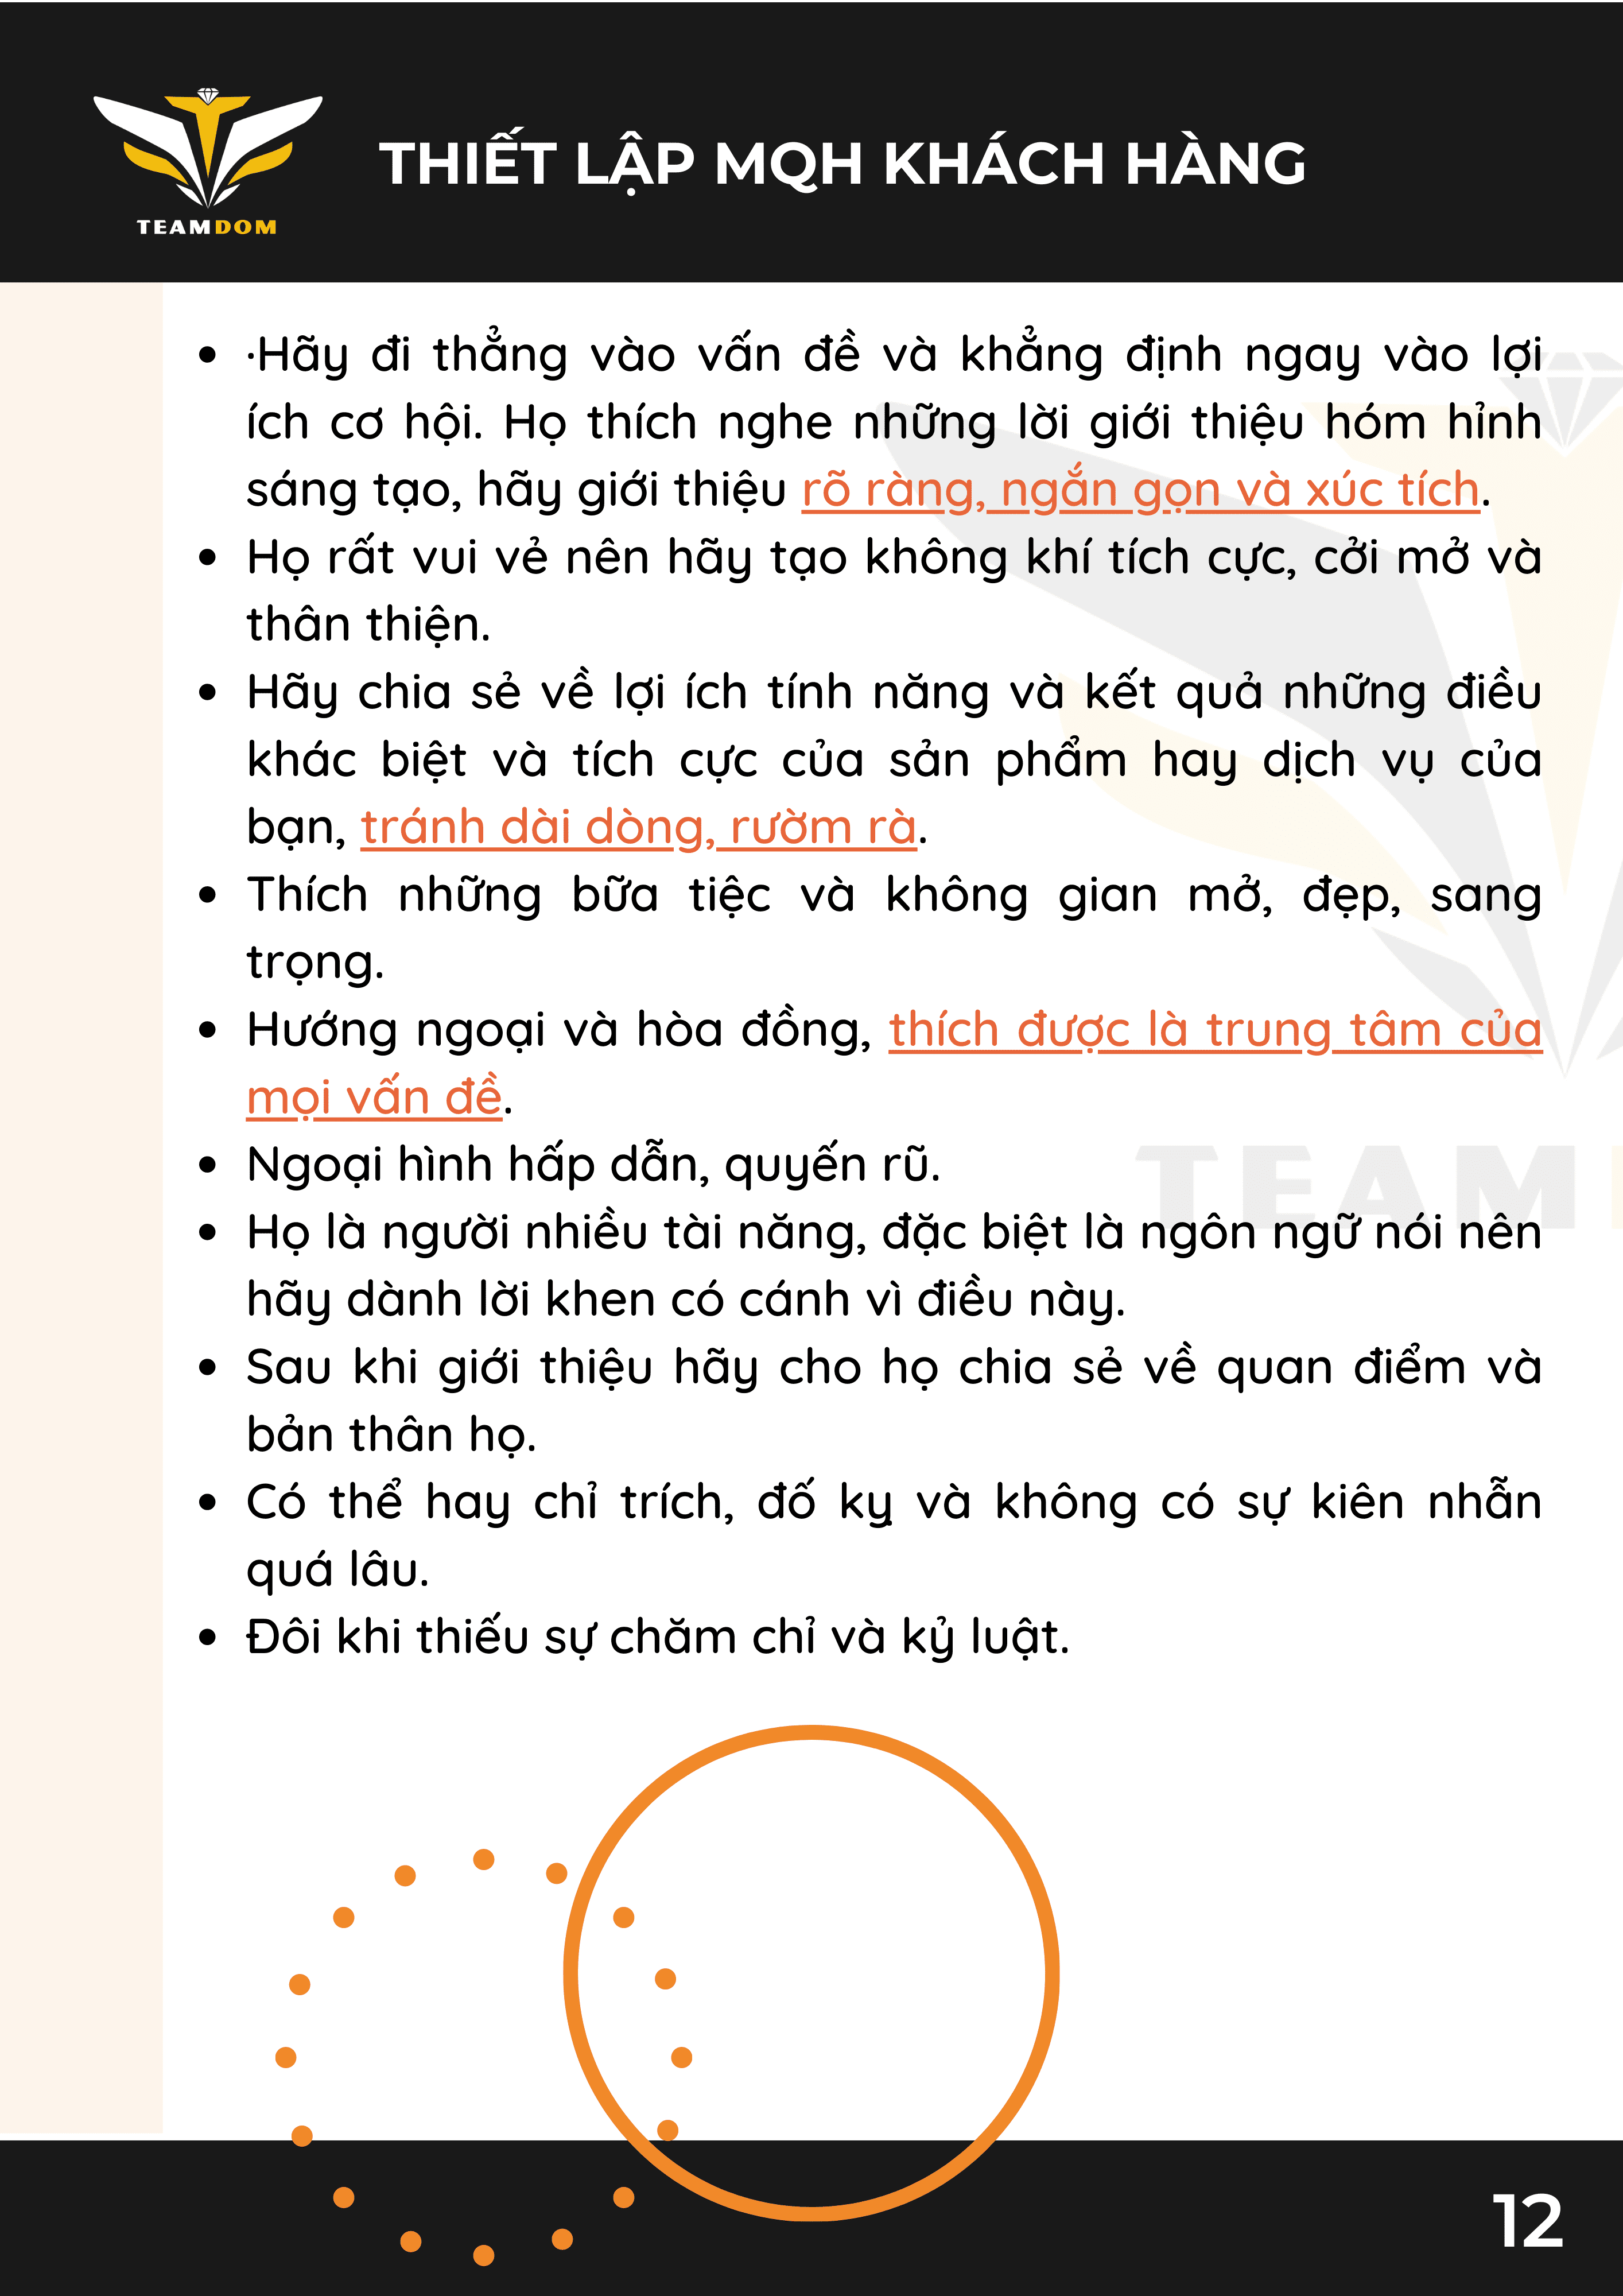 TEAMDOM
THIẾT LẬP MQH KHÁCH HÀNG
• ·Hãy đi thẳng vào vấn đề và khẳng định ngay vào lợi
ích cơ hội. Họ thích nghe những lời giới thiệu hóm hỉnh
sáng tạo, hãy giới thiệu rõ ràng, ngắn gọn và xúc tích.
• Họ rất vui vẻ nên hãy tạo không khí tích cực, cởi mở và
thân thiện.
• Hãy chia sẻ về lợi ích tính năng và kết quả những điều
khác biệt và tích cực của sản phẩm hay dịch vụ của
bạn, tránh dài dòng, rườm rà.
• Thích những bữa tiệc và không gian mở, đẹp, sang
trọng.
• Hướng ngoại và hòa đồng, thích được là trung tâm của
mọi vấn đề.
• Ngoại hình hấp dẫn, quyến rũ.
TEAM
• Họ là người nhiều tài năng, đặc biệt là ngôn ngữ nói nên
hãy dành lời khen có cánh vì điều này.
• Sau khi giới thiệu hãy cho họ chia sẻ về quan điểm và
bản thân họ.
• Có thể hay chỉ trích, đố kỵ và không có sự kiên nhẫn
quá lâu.
• Đôi khi thiếu sự chăm chỉ và kỷ luật.
12